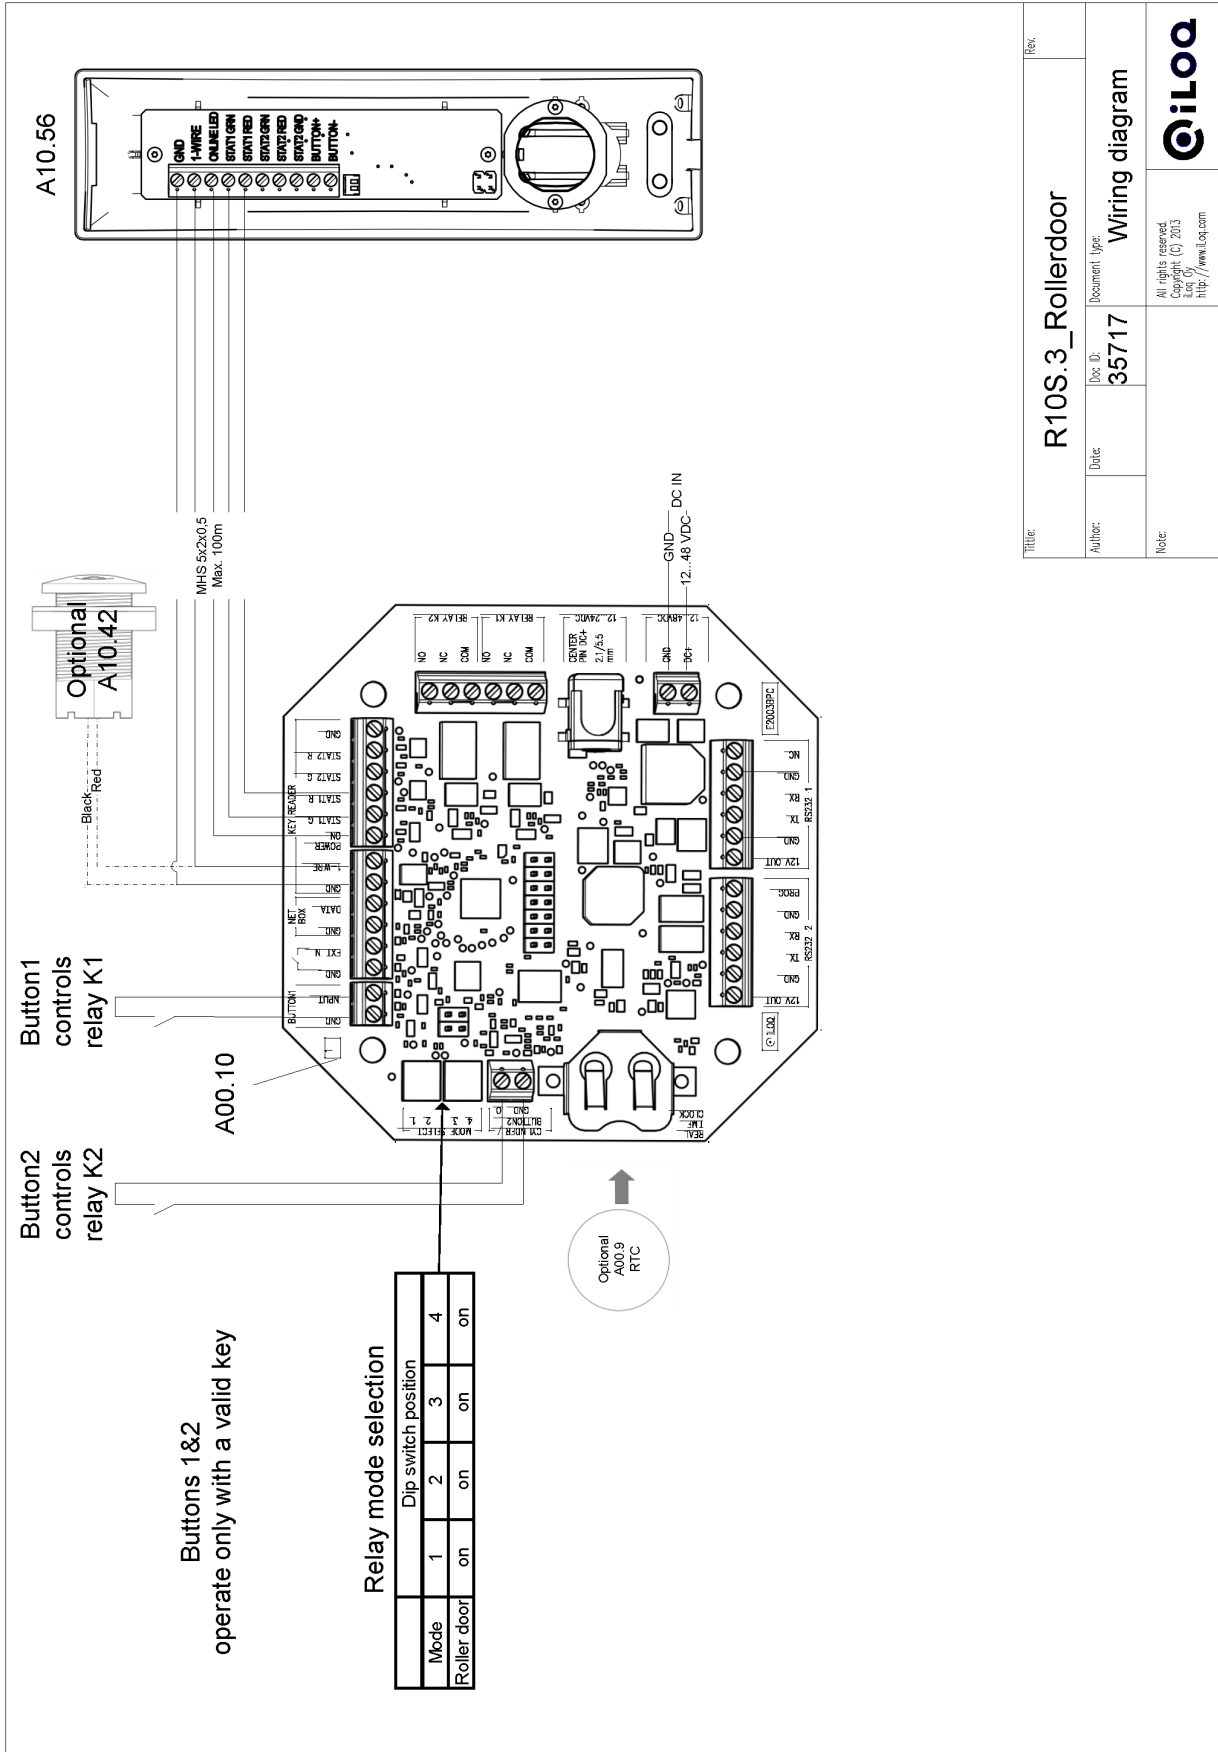 A10.56
GND
1-WIRE
ONLINE LED
STAT1 GRN
STAT1 RED
STAT2 GRN
STAT2 RED
STAT2 GND
BUTTON+
BUTTON-
MHS 5x2x0,5
Max. 100m
Optional
A10.42
Black
Red
Button1
controls
relay K1
Button2
controls
relay K2
A00.10
Buttons 1&2
operate only with a valid key
Relay mode selection
Dip switch position
Mode 1 2 3 4
Roller door on on on on
BUTTON1
GND
INPUT
GND
EXT IN
NET
BOX
GND
DATA
KEY READER
GND
1-WIRE
POWER
ON
STAT1 G
STAT1 R
STAT2 G
STAT2 R
GND
RELAY K2
NO
NC
COM
RELAY K1
NO
NC
COM
12...24VDC
CENTER
PIN DC+
2.1/5.5
mm
12...48VDC
GND
DC+
GND
DC IN
12...48 VDC
E2003BPC
RS232 1
NC
GND
RX
TX
GND
12V OUT
RS232 2
PROG
GND
RX
TX
GND
12V OUT
iLOQ
MODE SELECT
1 2 3 4
CYLINDER /
BUTTON2
GND
REAL
TIME
CLOCK
Optional
A00.9
RTC
Tittle:
R10S.3_Rollerdoor
Rev.
Author:
Date:
Doc ID:
35717
Document type:
Wiring diagram
Note:
All rights reserved.
Copyright (C) 2013
iLoq Oy
http://www.iLoq.com
iLOQ